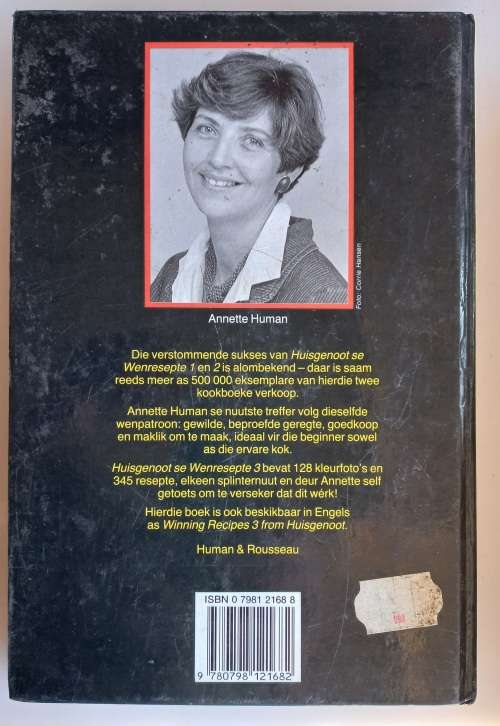 Foto: Corrie Hansen
Annette Human
Die verstommende sukses van Huisgenoot se
Wenresepte 1 en 2 is alombekend – daar is saam
reeds meer as 500 000 eksemplare van hierdie twee
kookboeke verkoop.
Annette Human se nuutste treffer volg dieselfde
wenpatroon: gewilde, beproefde geregte, goedkoop
en maklik om te maak, ideaal vir die beginner sowel
as die ervare kok.
Huisgenoot se Wenresepte 3 bevat 128 kleurfoto's en
345 resepte, elkeen splinternuut en deur Annette self
getoets om te verseker dat dit wérk!
Hierdie boek is ook beskikbaar in Engels
as Winning Recipes 3 from Huisgenoot.
Human & Rousseau
ISBN 0 7981 2168 8
9 780798 121682